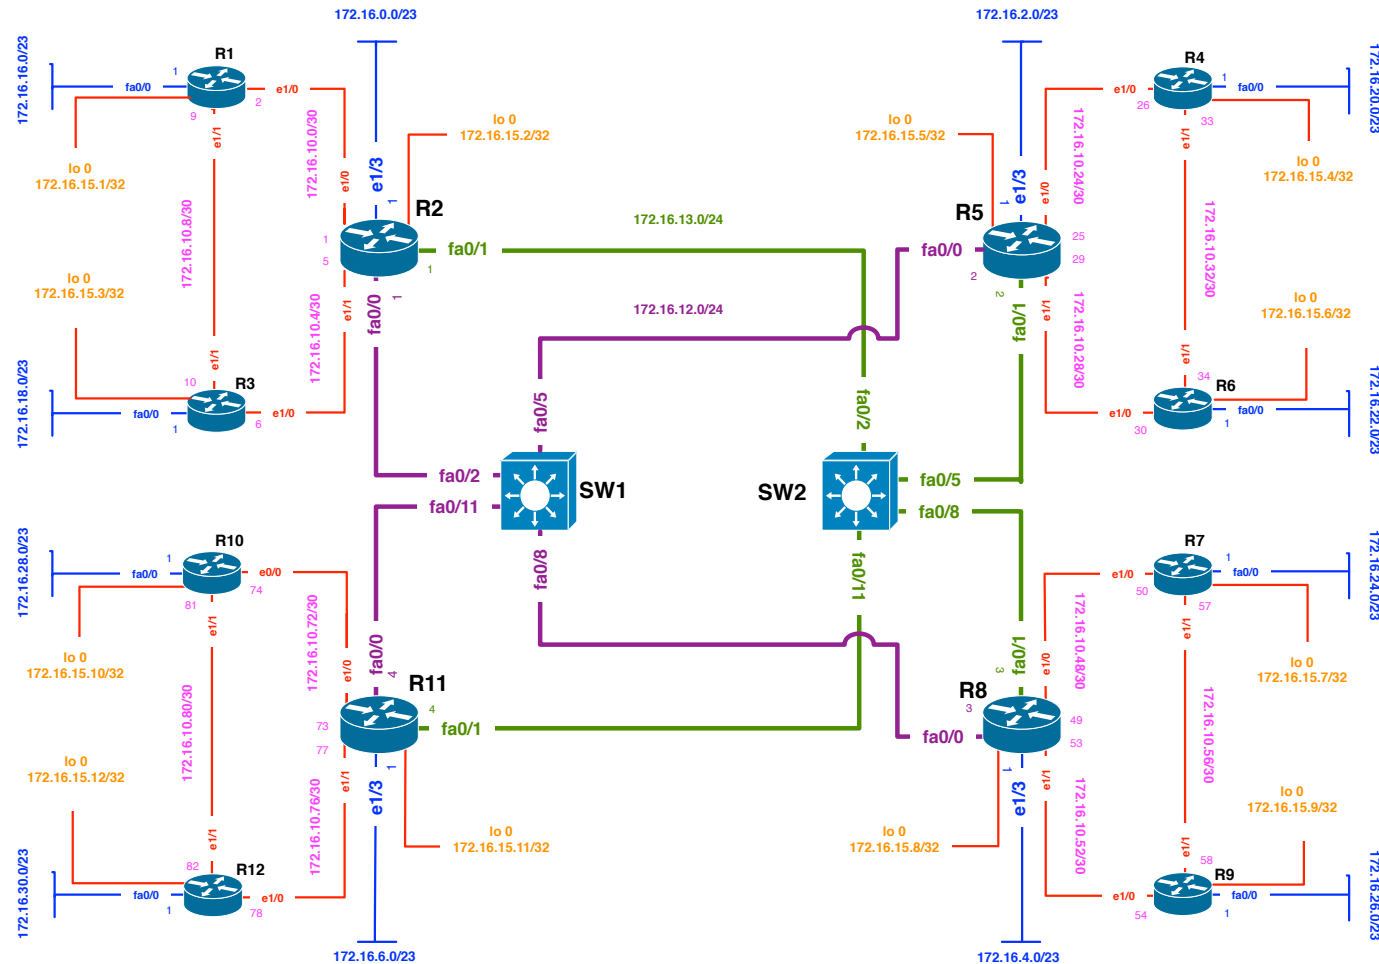 172.16.0.0/23
172.16.2.0/23
172.16.16.0/23
R1
1
fa0/0
9
2
e1/0
e1/1
172.16.10.0/30
lo 0
172.16.15.1/32
e1/0
e1/3
1
lo 0
172.16.15.2/32
R2
1
5
fa0/1
1
172.16.13.0/24
172.16.10.8/30
lo 0
172.16.15.3/32
172.16.10.4/30
e1/1
fa0/0
1
172.16.12.0/24
e1/1
10
R3
172.16.18.0/23
fa0/0
1
6
e1/0
lo 0
172.16.15.5/32
R5
e1/3
1
fa0/0
2
e1/0
25
29
2
fa0/1
e1/1
172.16.10.24/30
172.16.10.28/30
e1/0
26
R4
1
fa0/0
33
172.16.20.0/23
e1/1
lo 0
172.16.15.4/32
172.16.10.32/30
lo 0
172.16.15.6/32
e1/1
34
R6
fa0/0
1
e1/0
30
172.16.22.0/23
fa0/5
fa0/2
fa0/2
fa0/11
SW1
fa0/8
SW2
fa0/5
fa0/8
fa0/11
172.16.28.0/23
R10
1
fa0/0
81
74
e0/0
e1/1
172.16.10.72/30
lo 0
172.16.15.10/32
e1/0
fa0/0
4
R11
4
fa0/1
73
77
172.16.10.80/30
lo 0
172.16.15.12/32
172.16.10.76/30
e1/1
e1/3
1
lo 0
172.16.15.11/32
e1/1
82
R12
172.16.30.0/23
fa0/0
1
78
e1/0
172.16.6.0/23
R7
1
fa0/0
e1/0
50
57
e1/1
172.16.24.0/23
172.16.10.48/30
e1/0
fa0/1
3
R8
3
fa0/0
49
53
lo 0
172.16.15.7/32
172.16.10.56/30
1
e1/3
e1/1
172.16.10.52/30
lo 0
172.16.15.8/32
lo 0
172.16.15.9/32
e1/1
58
R9
fa0/0
1
e1/0
54
172.16.26.0/23
172.16.4.0/23